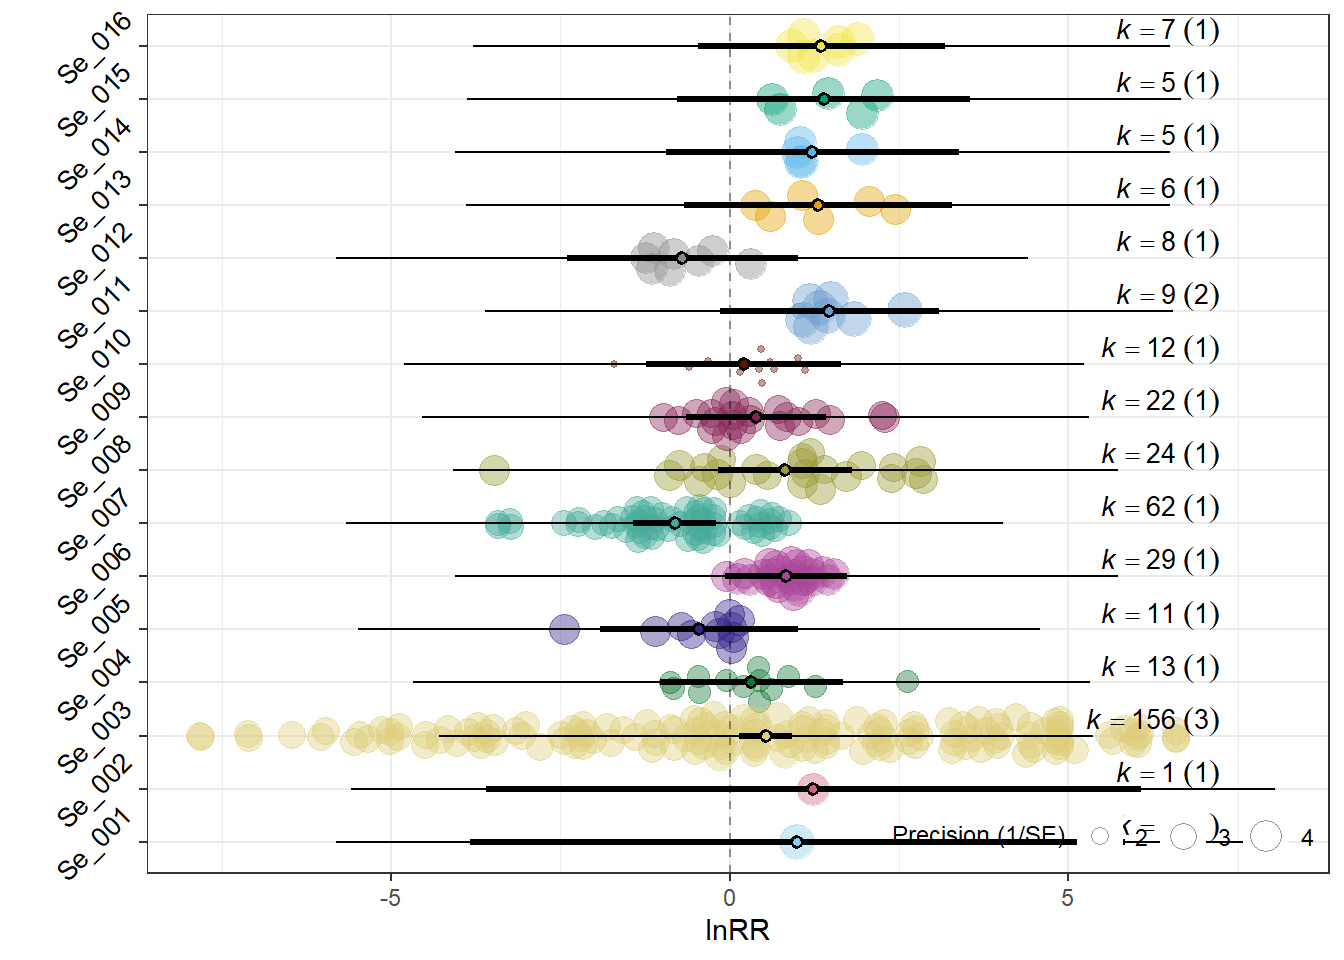 Se_016
k = 7 (1)
Se_015
k = 5 (1)
Se_014
k = 5 (1)
Se_013
k = 6 (1)
Se_012
k = 8 (1)
Se_011
k = 9 (2)
Se_010
k = 12 (1)
Se_009
k = 22 (1)
Se_008
k = 24 (1)
Se_007
k = 62 (1)
Se_006
k = 29 (1)
Se_005
k = 11 (1)
Se_004
k = 13 (1)
Se_003
k = 156 (3)
Se_002
k = 1 (1)
Se_001
Precision (1/SE) 2 3 4
-5 0 5
lnRR